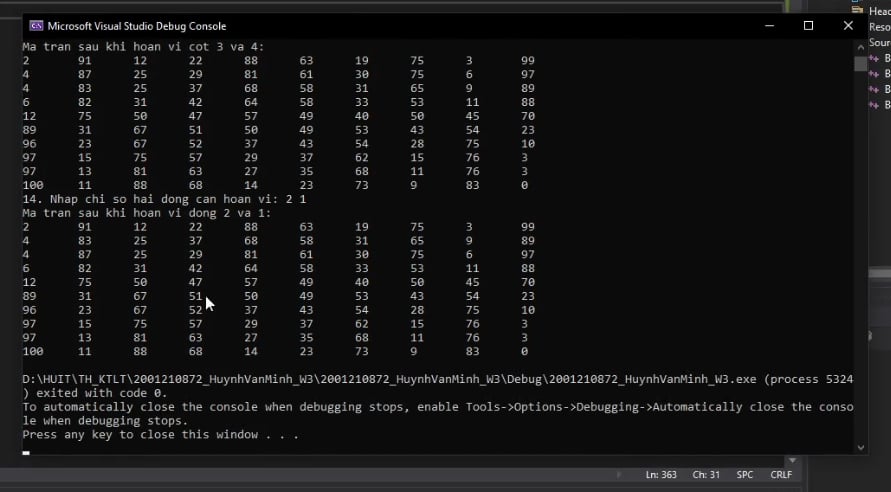 Microsoft Visual Studio Debug Console
Ma tran sau khi hoan vi cot 3 va 4:
2 91 12 22 88 63 19 75 3 99
4 87 25 29 81 61 30 75 6 97
4 83 25 37 68 58 31 65 9 89
6 82 31 42 64 58 33 53 11 88
12 75 50 47 57 49 40 50 45 70
89 31 67 51 50 49 53 43 54 23
96 23 67 52 37 43 54 28 75 10
97 15 75 57 29 37 62 15 76 3
97 13 81 63 27 35 68 11 76 3
100 11 88 68 14 23 73 9 83 0
14. Nhap chi so hai dong can hoan vi: 2 1
Ma tran sau khi hoan vi dong 2 va 1:
2 91 12 22 88 63 19 75 3 99
4 83 25 37 68 58 31 65 9 89
4 87 25 29 81 61 30 75 6 97
6 82 31 42 64 58 33 53 11 88
12 75 50 47 57 49 40 50 45 70
89 31 67 51 50 49 53 43 54 23
96 23 67 52 37 43 54 28 75 10
97 15 75 57 29 37 62 15 76 3
97 13 81 63 27 35 68 11 76 3
100 11 88 68 14 23 73 9 83 0
D:\HUIT\TH_KTLT\2001210872_HuynhVanMinh_W3\2001210872_HuynhVanMinh_W3\Debug\2001210872_HuynhVanMinh_W3.exe (process 5324
) exited with code 0.
To automatically close the console when debugging stops, enable Tools->Options->Debugging->Automatically close the conso
le when debugging stops.
Press any key to close this window . . .
Ln: 363 Ch: 31 SPC CRLF
Head
Reso
Sour
B
B
B
B